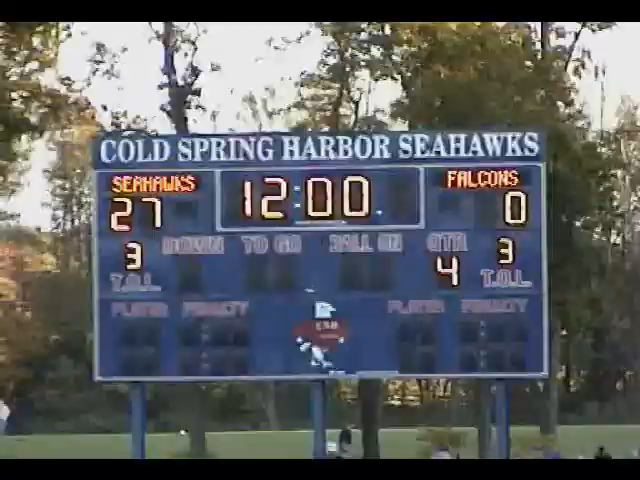 COLD SPRING HARBOR SEAHAWKS
SEAHAWKS 12:00 FALCONS
27 0
3 DOWN TO GO BALL ON QTR 3
T.O.L. 4 T.O.L.
PLAYER PENALTY PLAYER PENALTY
CSH